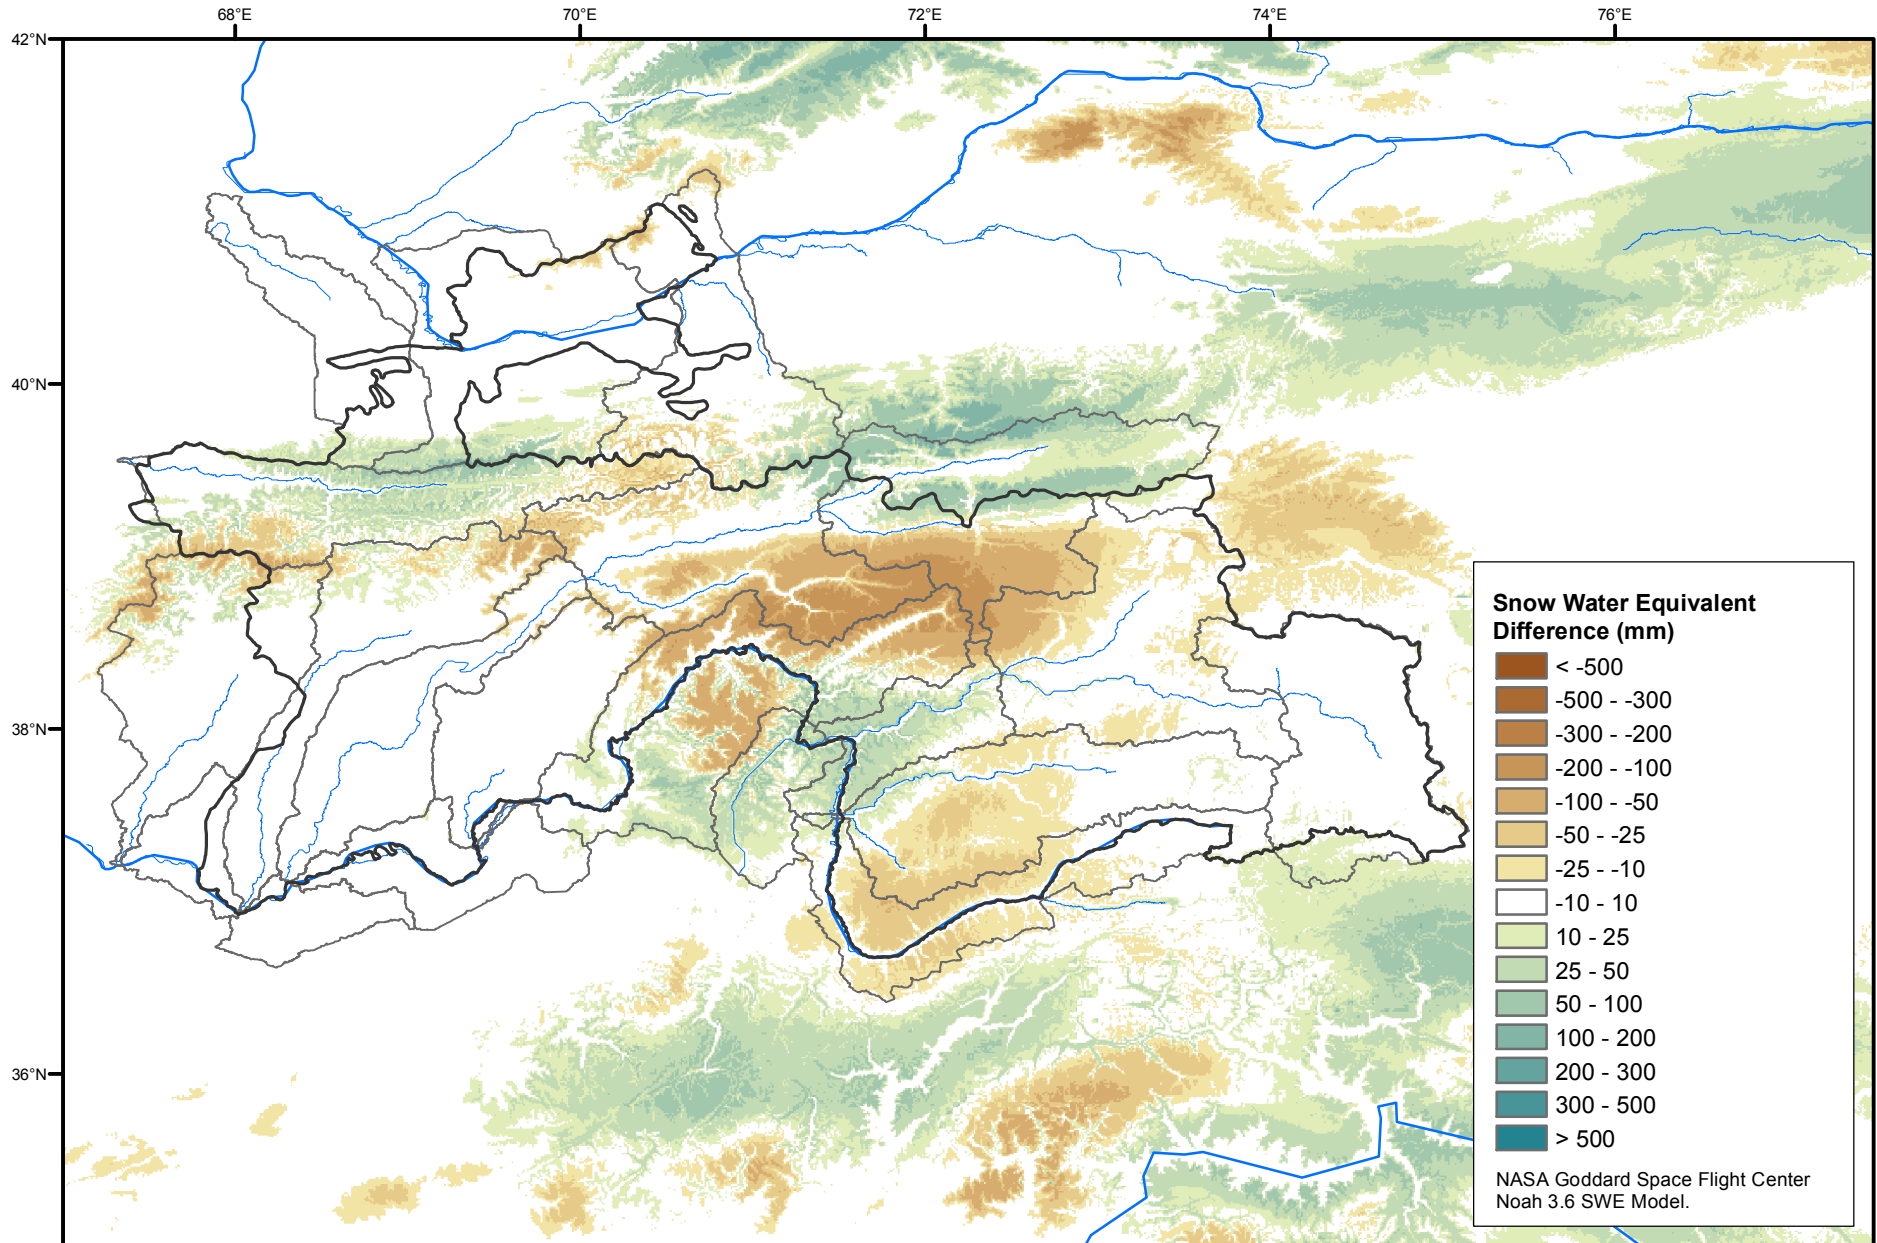 68°E 70°E 72°E 74°E 76°E
42°N
40°N
38°N
36°N
Snow Water Equivalent
Difference (mm)
< -500
-500 - -300
-300 - -200
-200 - -100
-100 - -50
-50 - -25
-25 - -10
-10 - 10
10 - 25
25 - 50
50 - 100
100 - 200
200 - 300
300 - 500
> 500
NASA Goddard Space Flight Center
Noah 3.6 SWE Model.